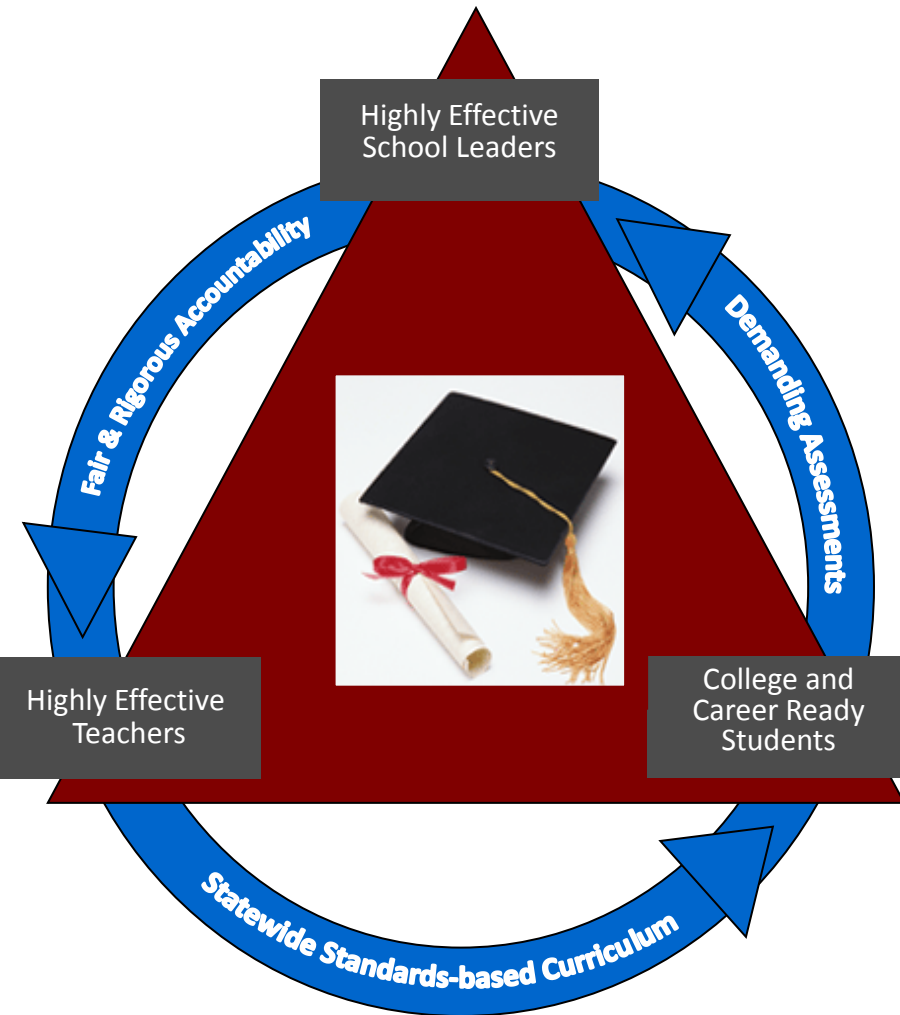 Highly Effective
School Leaders
Fair & Rigorous Accountability
Demanding Assessments
Highly Effective
Teachers
College and
Career Ready
Students
Statewide Standards-based Curriculum